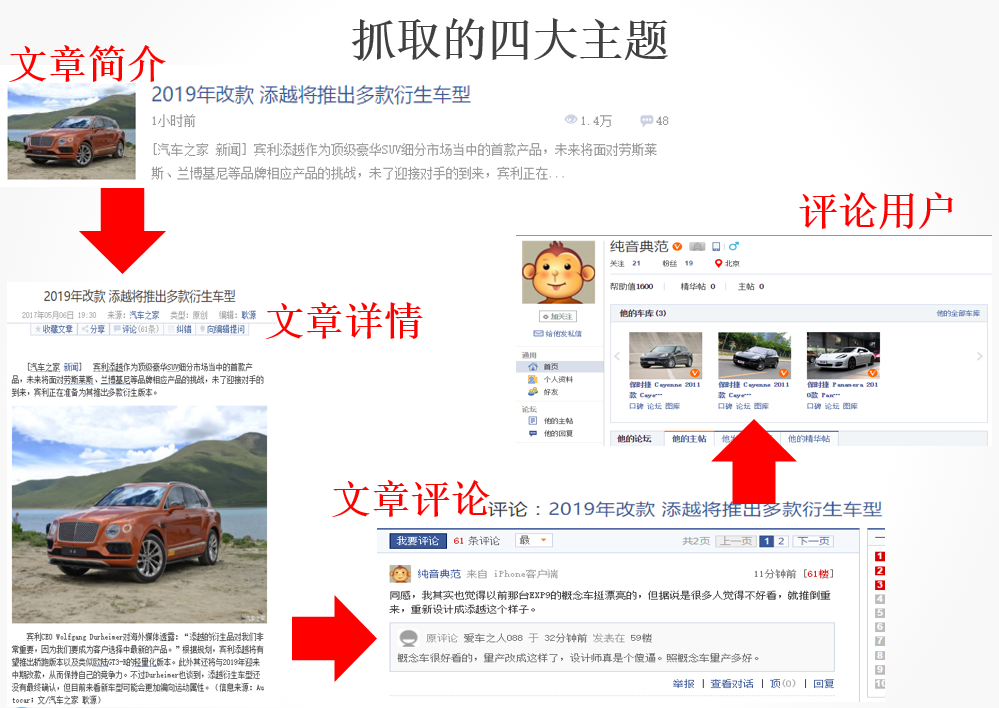 抓取的四大主题
文章简介
2019年改款 添越将推出多款衍生车型
1小时前 1.4万 48
[汽车之家 新闻] 宾利添越作为顶级豪华SUV细分市场当中的首款产品，未来将面对劳斯莱
斯、兰博基尼等品牌相应产品的挑战，未了迎接对手的到来，宾利正在...
文章详情
2019年改款 添越将推出多款衍生车型
2017年05月06日 19:30 来源：汽车之家 类型：原创 编辑：耿源
收藏文章 分享 评论(61条) 纠错 向编辑提问
[汽车之家 新闻] 宾利添越作为顶级豪华SUV细分市场当中的首款产
品，未来将面对劳斯莱斯、兰博基尼等品牌相应产品的挑战，未了迎接对手的
到来，宾利正在准备为其推出多款衍生版本。
宾利CEO Wolfgang Durheimer对海外媒体透露：“添越的衍生品对我们非
常重要，因为我们要成为客户选择中最新的产品。”根据规划，宾利添越将有
望推出轿跑版本以及类似欧陆GT3-R的轻量化版本。此外其还将与2019年迎来
中期改款，从而保持自己的竞争力。不过Durheimer也谈到，添越衍生车型还
没有最终确认，但目前来看新车型可能会更加偏向运动属性。（信息来源：Au
tocar；文/汽车之家 耿源）
文章评论
评论：2019年改款 添越将推出多款衍生车型
我要评论 61 条评论 最 共2页 上一页 1 2 下一页
纯音典范 来自 iPhone客户端 11分钟前 [61楼]
同感，我其实也觉得以前那台EXP9的概念车挺漂亮的，但据说是很多人觉得不好看，就推倒重
来，重新设计成添越这个样子。
原评论 爱车之人088 于 32分钟前 发表在 59楼
概念车很好看的，量产改成这样了，设计师真是个傻逼。照概念车量产多好。
举报 | 查看对话 | 顶(0) | 回复
1
2
3
4
5
6
7
8
9
10
评论用户
纯音典范
关注 21 粉丝 19 北京
帮助值1600 精华帖 0 主帖 0
加关注
给他发私信
通用
首页
个人资料
好友
论坛
他的主帖
他的回复
他的车库 (3) 他的全部车库
保时捷 Cayenne 2011
款 Caye…
口碑 论坛 图库
保时捷 Cayenne 2011
款 Caye…
口碑 论坛 图库
保时捷 Panamera 201
0款 Pan…
口碑 论坛 图库
他的论坛 他的主帖 他的精华帖